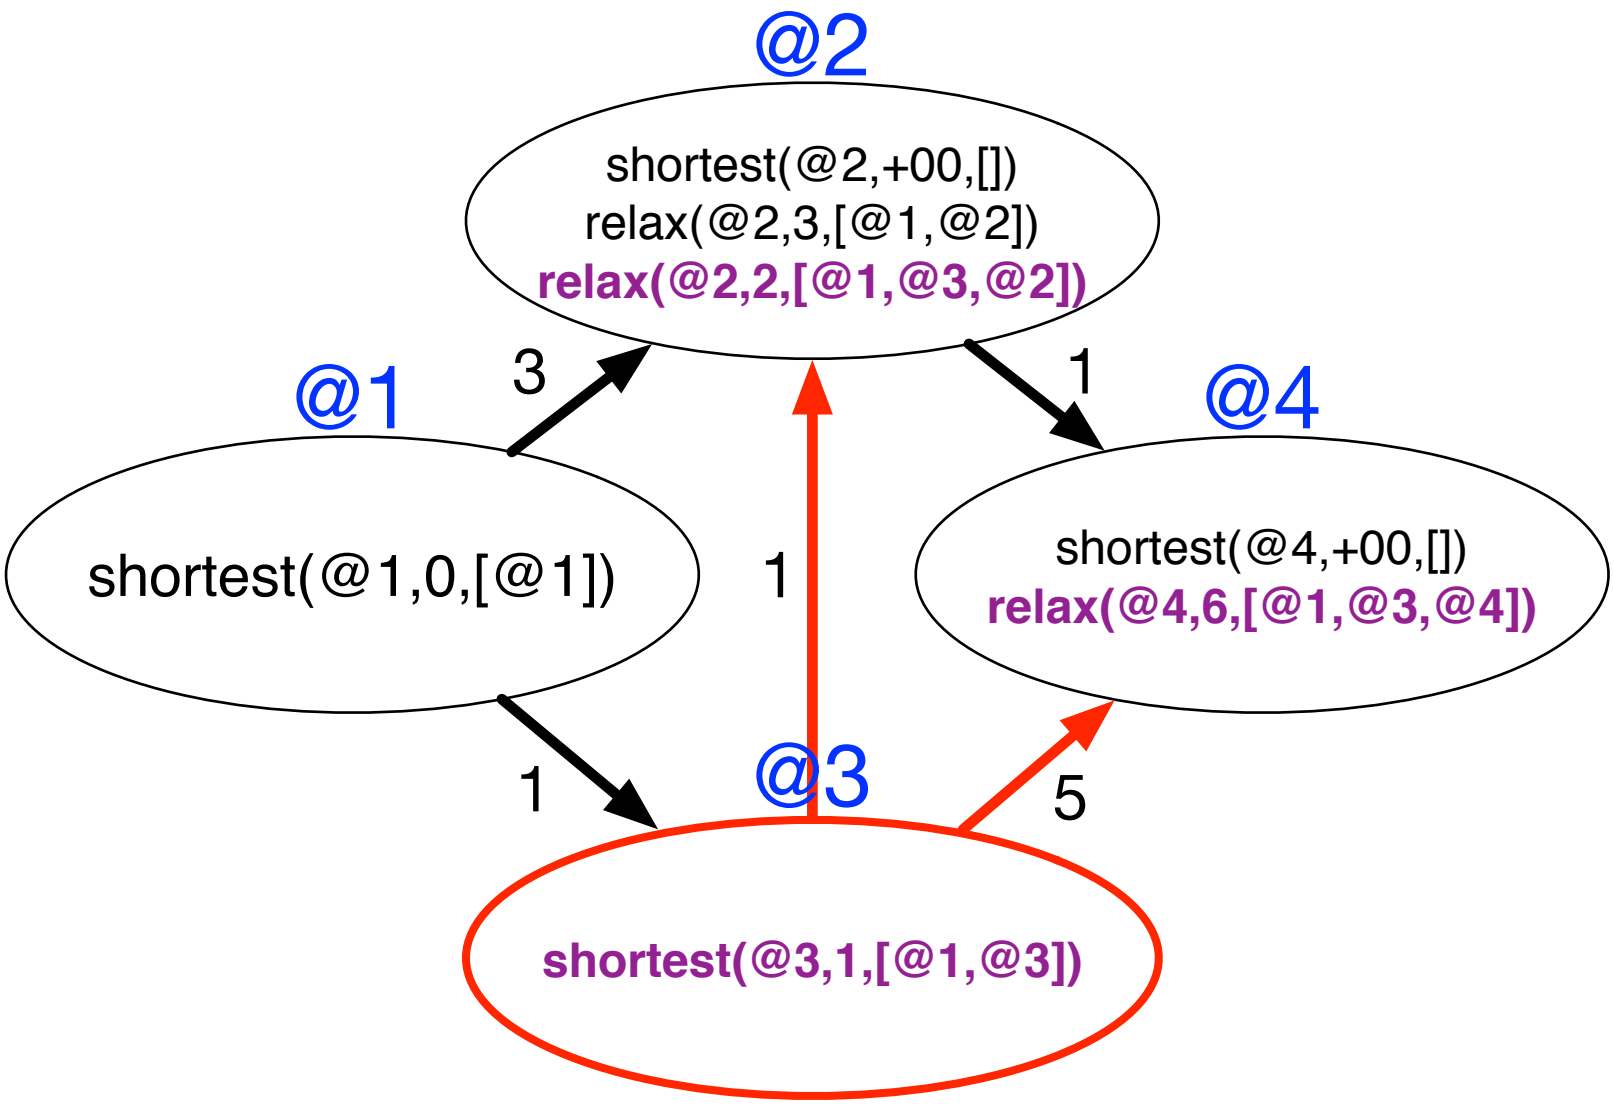 @2
shortest(@2,+00,[])
relax(@2,3,[@1,@2])
relax(@2,2,[@1,@3,@2])
3
1
@1
@4
shortest(@1,0,[@1])
1
shortest(@4,+00,[])
relax(@4,6,[@1,@3,@4])
1
@3
5
shortest(@3,1,[@1,@3])